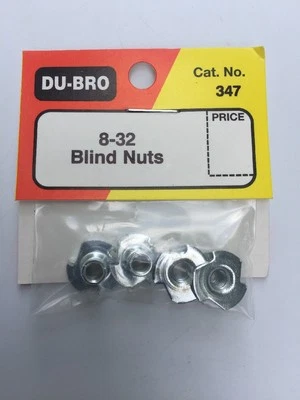 DU-BRO
Cat. No.
347
8-32
Blind Nuts
PRICE